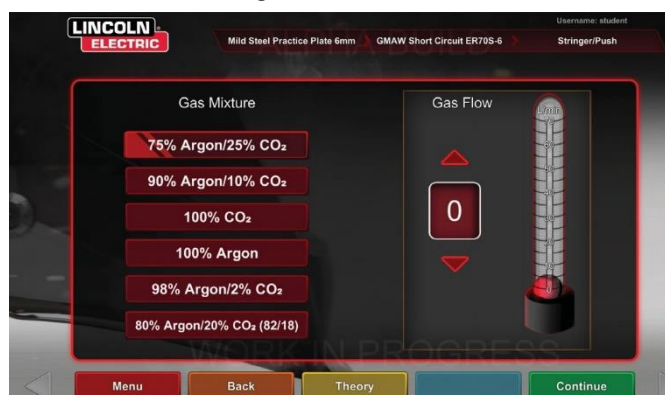 Username: student
LINCOLN
ELECTRIC
Mild Steel Practice Plate 6mm
GMAW Short Circuit ER70S-6
Stringer/Push
Gas Mixture
75% Argon/25% CO₂
90% Argon/10% CO₂
100% CO₂
100% Argon
98% Argon/2% CO₂
80% Argon/20% CO₂ (82/18)
Gas Flow
0
L/min
WORK IN PROGRESS
Menu
Back
Theory
Continue